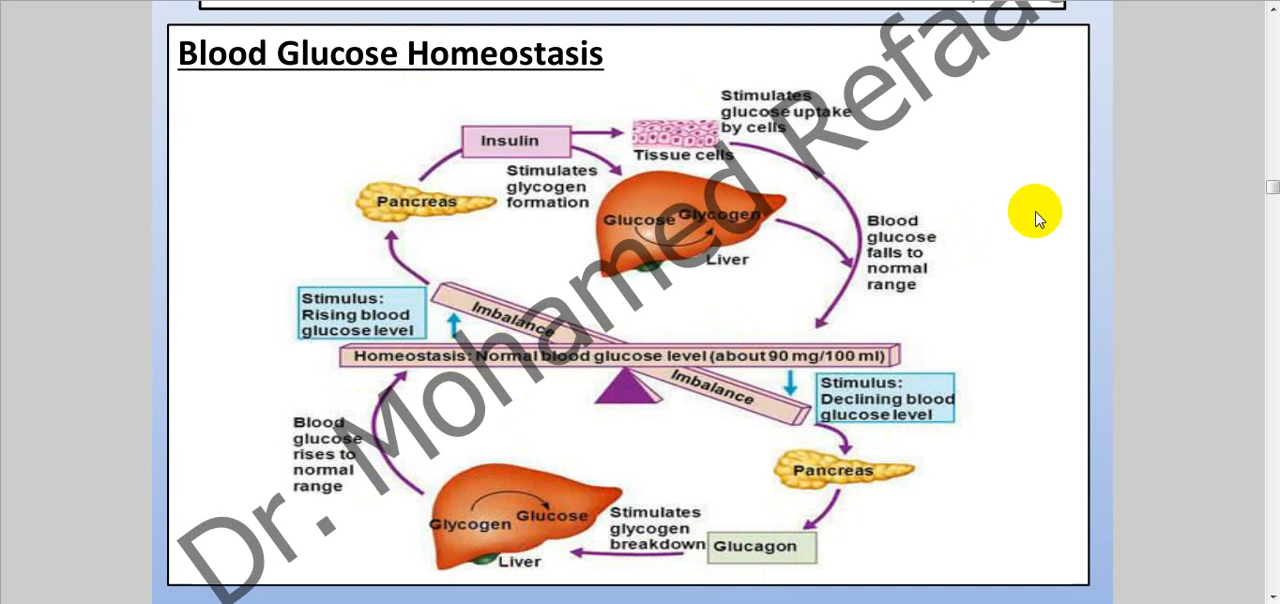 Blood Glucose Homeostasis
Stimulates
glucose uptake
by cells
Insulin
Tissue cells
Stimulates
glycogen
formation
Pancreas
Glucose Glycogen
Liver
Blood
glucose
falls to
normal
range
Stimulus:
Rising blood
glucose level
Imbalance
Homeostasis: Normal blood glucose level (about 90 mg/100 ml)
Imbalance
Stimulus:
Declining blood
glucose level
Blood
glucose
rises to
normal
range
Pancreas
Glycogen Glucose
Stimulates
glycogen
breakdown
Glucagon
Liver
Dr. Mohamed Refaa